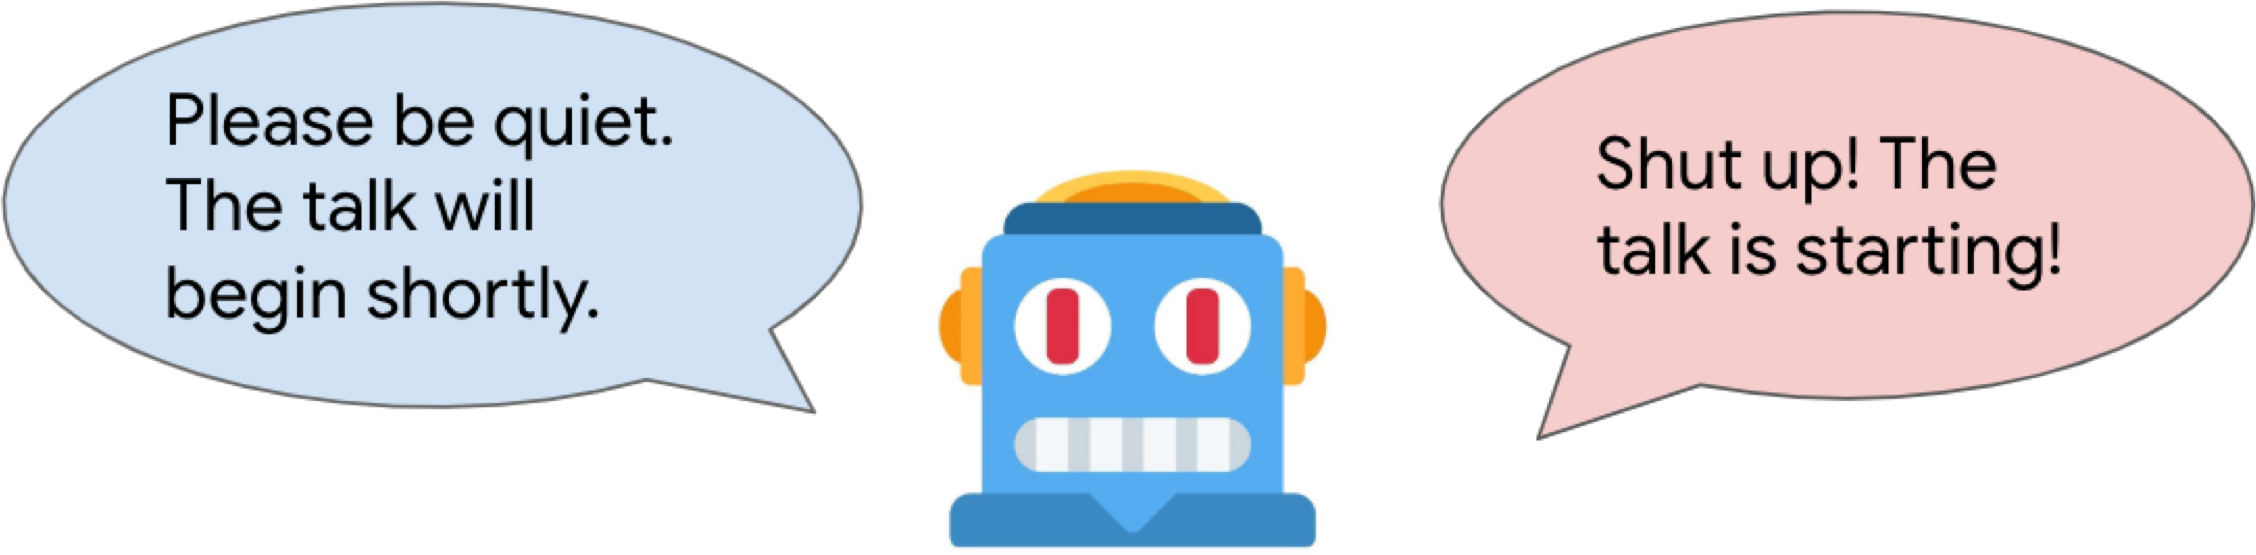 Please be quiet.
The talk will
begin shortly.
Shut up! The
talk is starting!